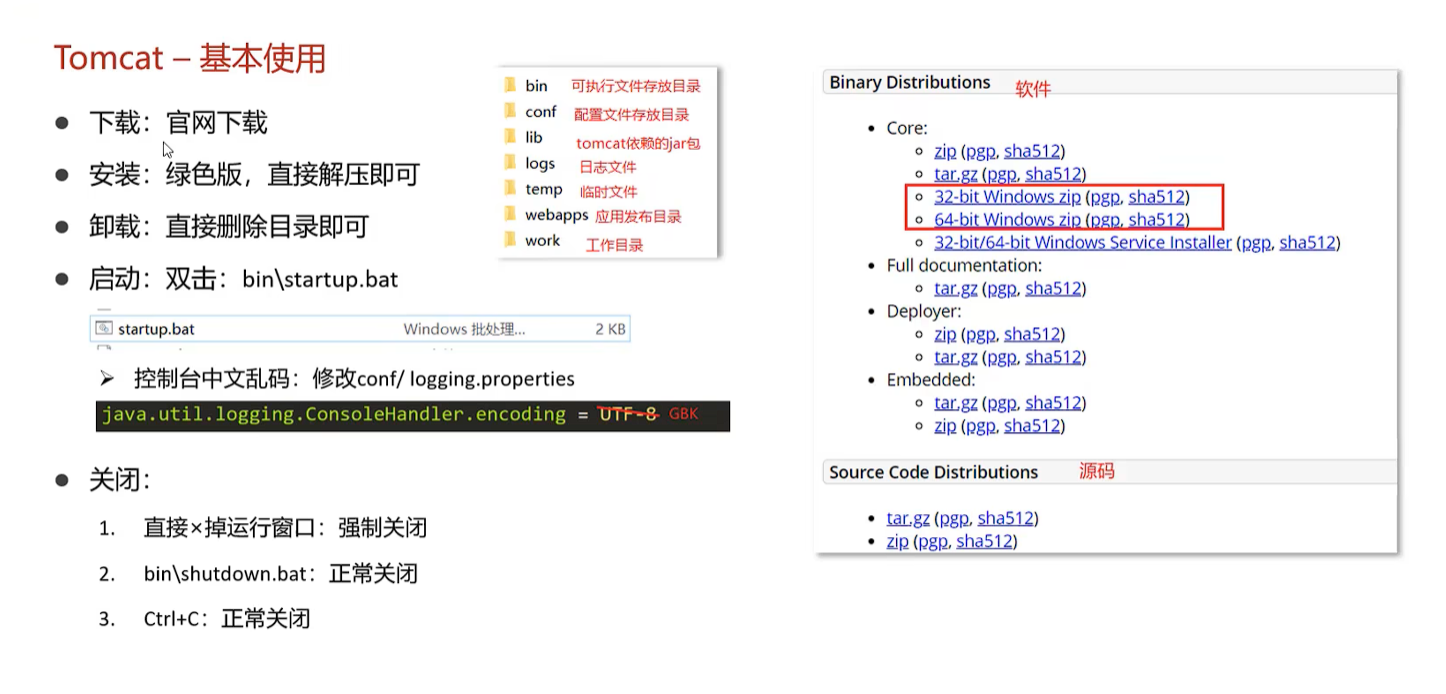 Tomcat – 基本使用
● 下载：官网下载
● 安装：绿色版，直接解压即可
● 卸载：直接删除目录即可
● 启动：双击：bin\startup.bat
startup.bat Windows 批处理... 2 KB
➢ 控制台中文乱码：修改conf/ logging.properties
java.util.logging.ConsoleHandler.encoding = UTF-8 GBK
● 关闭：
1. 直接×掉运行窗口：强制关闭
2. bin\shutdown.bat：正常关闭
3. Ctrl+C：正常关闭
bin 可执行文件存放目录
conf 配置文件存放目录
lib tomcat依赖的jar包
logs 日志文件
temp 临时文件
webapps 应用发布目录
work 工作目录
Binary Distributions 软件
• Core:
○ zip (pgp, sha512)
○ tar.gz (pgp, sha512)
○ 32-bit Windows zip (pgp, sha512)
○ 64-bit Windows zip (pgp, sha512)
○ 32-bit/64-bit Windows Service Installer (pgp, sha512)
• Full documentation:
○ tar.gz (pgp, sha512)
• Deployer:
○ zip (pgp, sha512)
○ tar.gz (pgp, sha512)
• Embedded:
○ tar.gz (pgp, sha512)
○ zip (pgp, sha512)
Source Code Distributions 源码
• tar.gz (pgp, sha512)
• zip (pgp, sha512)